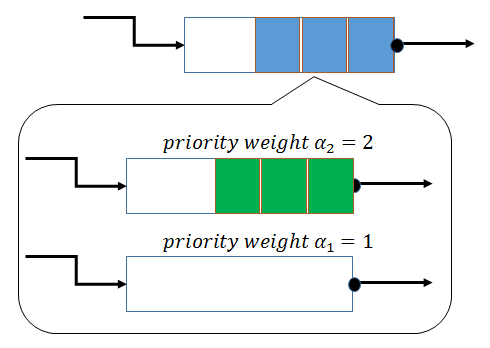 priority weight α₂ = 2
priority weight α₁ = 1